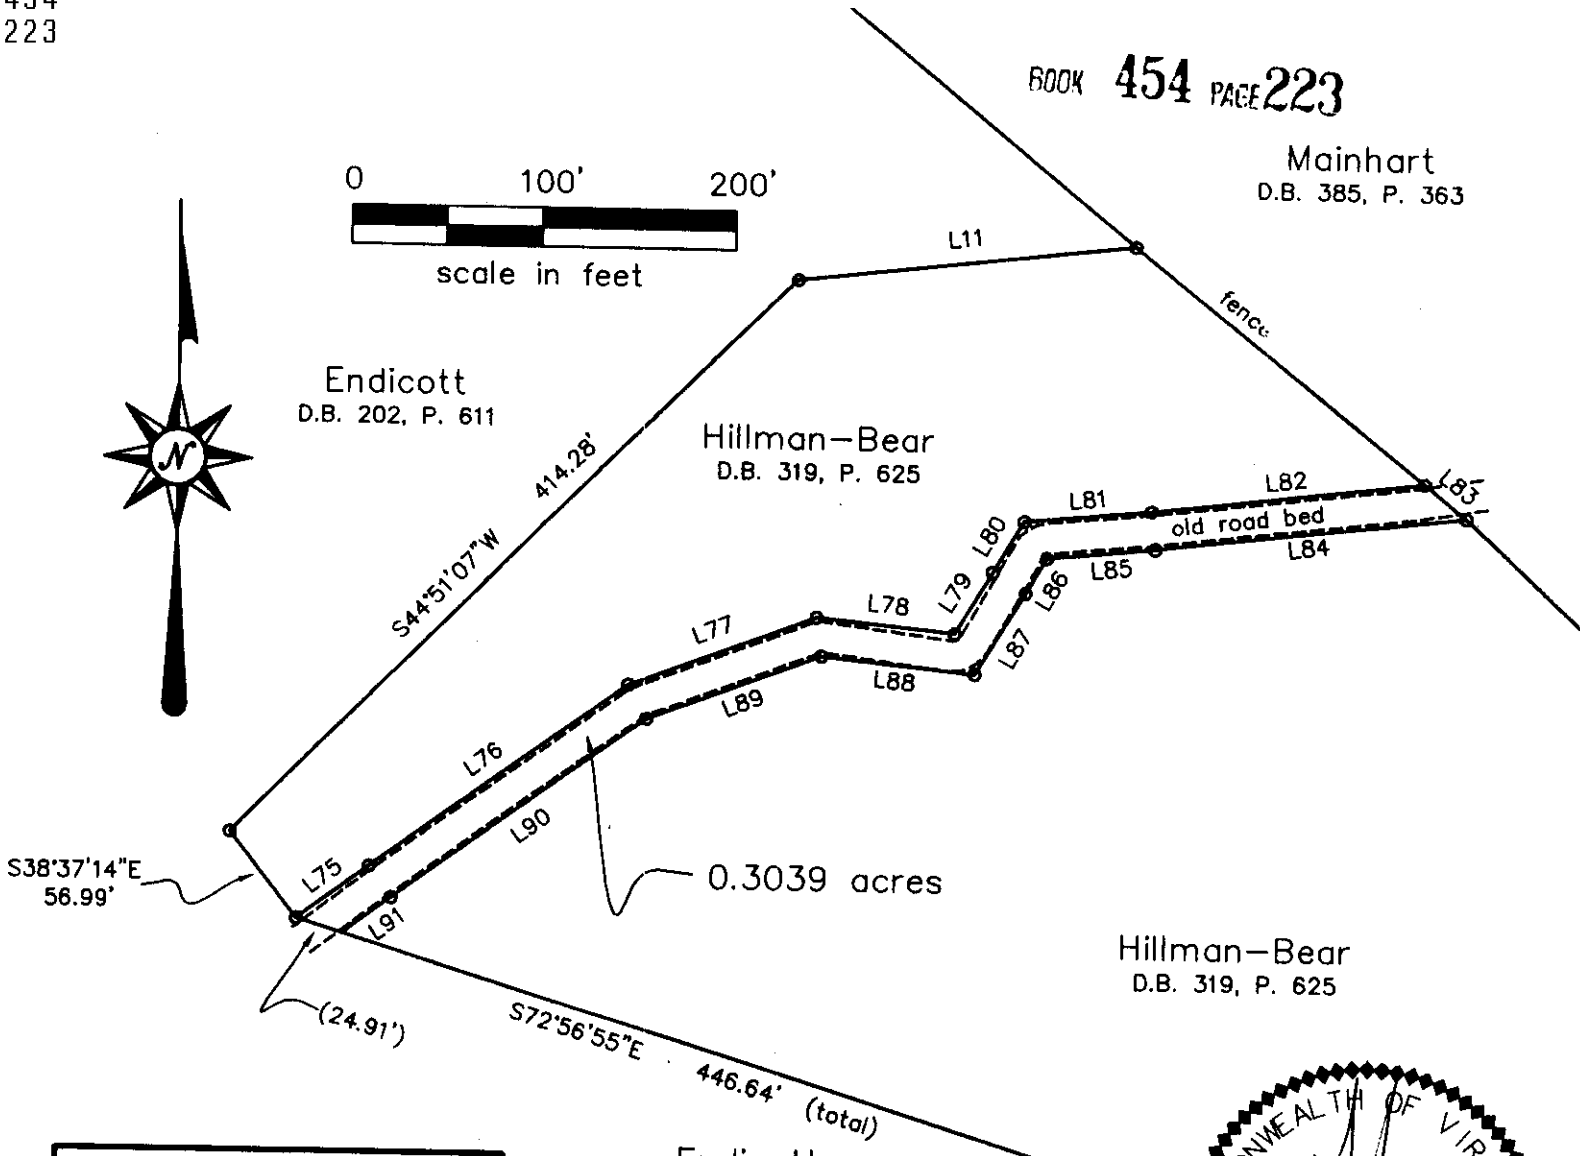 223
BOOK 454 PAGE 223
Mainhart
D.B. 385, P. 363
0 100' 200'
scale in feet
L11
fence
Endicott
D.B. 202, P. 611
Hillman-Bear
D.B. 319, P. 625
414.28'
S44°51'07"W
N
L83
L82
L81
old road bed
L80
L84
L85
L79
L86
L78
L87
L77
L88
L89
L76
L90
L75
S38°37'14"E
56.99'
L91
0.3039 acres
(24.91')
Hillman-Bear
D.B. 319, P. 625
S72°56'55"E
446.64' (total)
OF